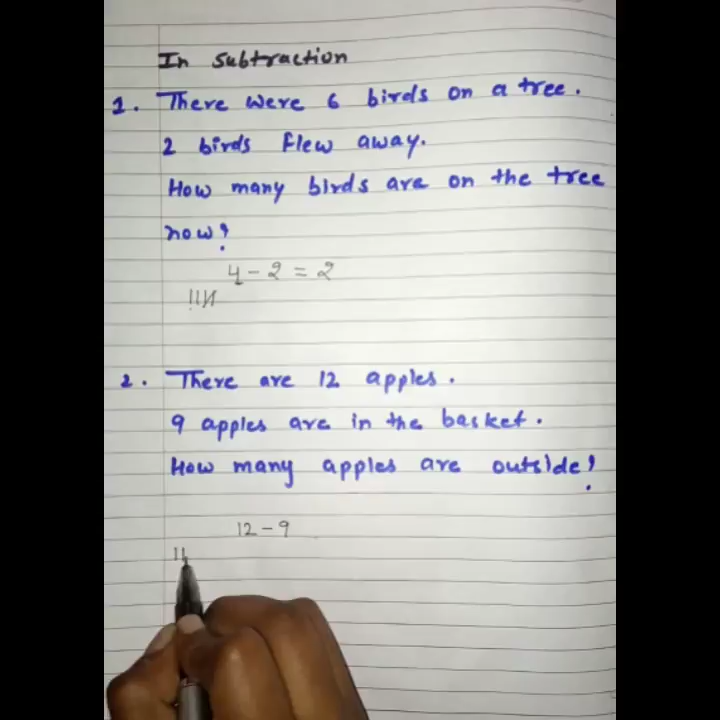 In subtraction
1. There were 6 birds on a tree.
2 birds flew away.
How many birds are on the tree
now?
4 - 2 = 2
2. There are 12 apples.
9 apples are in the basket.
How many apples are outside?
12 - 9